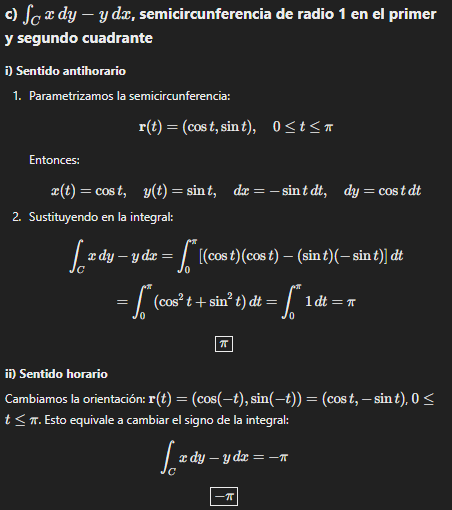 c) ∫_C x dy − y dx, semicircunferencia de radio 1 en el primer
y segundo cuadrante
i) Sentido antihorario
1. Parametrizamos la semicircunferencia:
r(t) = (cos t, sin t), 0 ≤ t ≤ π
Entonces:
x(t) = cos t, y(t) = sin t, dx = − sin t dt, dy = cos t dt
2. Sustituyendo en la integral:
∫_C x dy − y dx = ∫_0^π [(cos t)(cos t) − (sin t)(− sin t)] dt
= ∫_0^π (cos² t + sin² t) dt = ∫_0^π 1 dt = π
π
ii) Sentido horario
Cambiamos la orientación: r(t) = (cos(−t), sin(−t)) = (cos t, − sin t), 0 ≤
t ≤ π. Esto equivale a cambiar el signo de la integral:
∫_C x dy − y dx = −π
−π